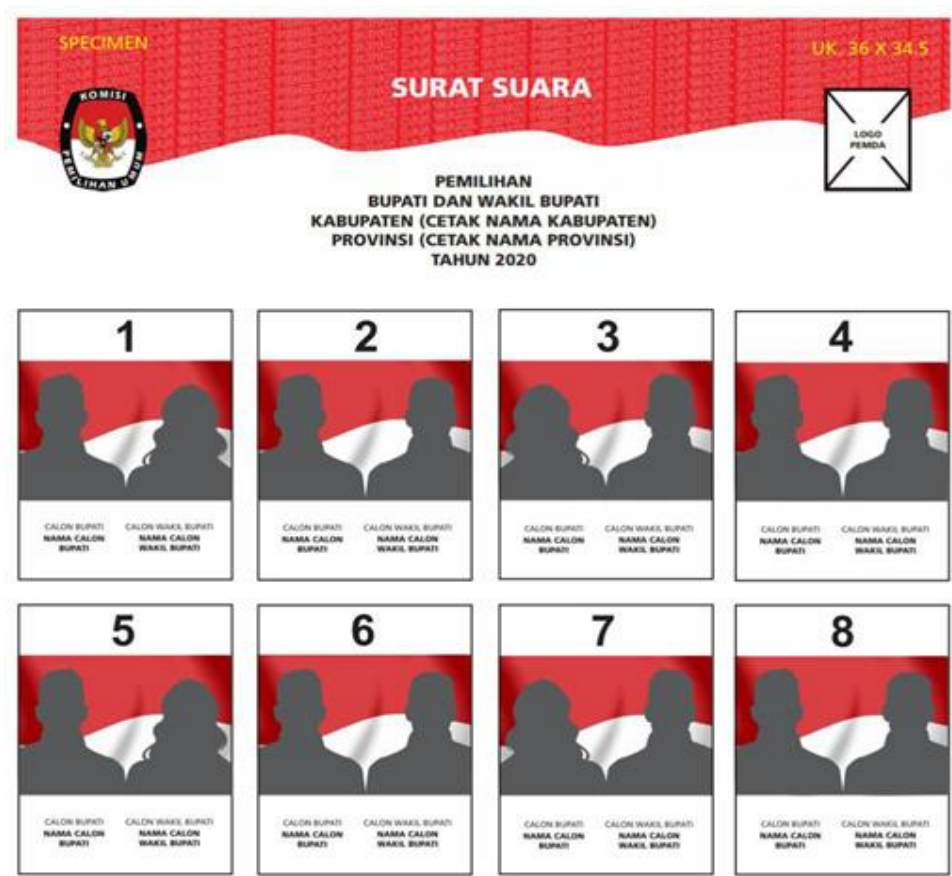 SPECIMEN
UK. 36 X 34.5
SURAT SUARA
KOMISI
PEMILIHAN UMUM
LOGO
PEMDA
PEMILIHAN
BUPATI DAN WAKIL BUPATI
KABUPATEN (CETAK NAMA KABUPATEN)
PROVINSI (CETAK NAMA PROVINSI)
TAHUN 2020
1
CALON BUPATI
NAMA CALON
BUPATI
CALON WAKIL BUPATI
NAMA CALON
WAKIL BUPATI
2
CALON BUPATI
NAMA CALON
BUPATI
CALON WAKIL BUPATI
NAMA CALON
WAKIL BUPATI
3
CALON BUPATI
NAMA CALON
BUPATI
CALON WAKIL BUPATI
NAMA CALON
WAKIL BUPATI
4
CALON BUPATI
NAMA CALON
BUPATI
CALON WAKIL BUPATI
NAMA CALON
WAKIL BUPATI
5
CALON BUPATI
NAMA CALON
BUPATI
CALON WAKIL BUPATI
NAMA CALON
WAKIL BUPATI
6
CALON BUPATI
NAMA CALON
BUPATI
CALON WAKIL BUPATI
NAMA CALON
WAKIL BUPATI
7
CALON BUPATI
NAMA CALON
BUPATI
CALON WAKIL BUPATI
NAMA CALON
WAKIL BUPATI
8
CALON BUPATI
NAMA CALON
BUPATI
CALON WAKIL BUPATI
NAMA CALON
WAKIL BUPATI